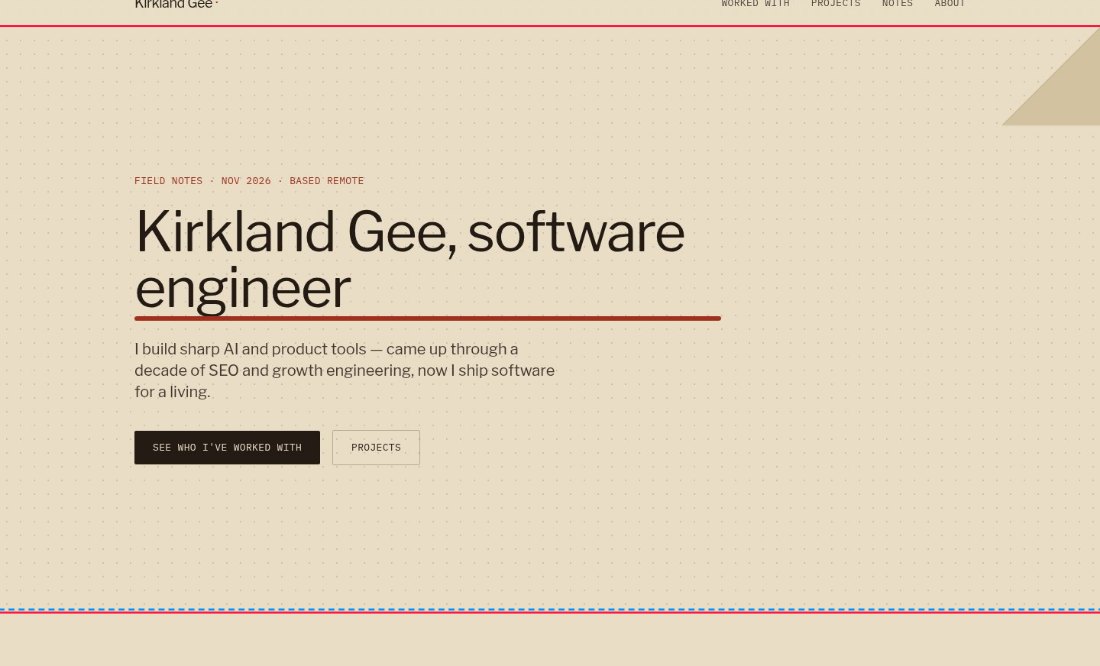 Kirkland Gee
WORKED WITH PROJECTS NOTES ABOUT
FIELD NOTES · NOV 2026 · BASED REMOTE
Kirkland Gee, software
engineer
I build sharp AI and product tools — came up through a
decade of SEO and growth engineering, now I ship software
for a living.
SEE WHO I'VE WORKED WITH
PROJECTS